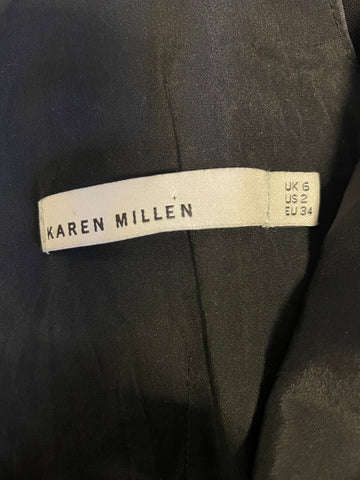 KAREN MILLEN
UK 6
US 2
EU 34